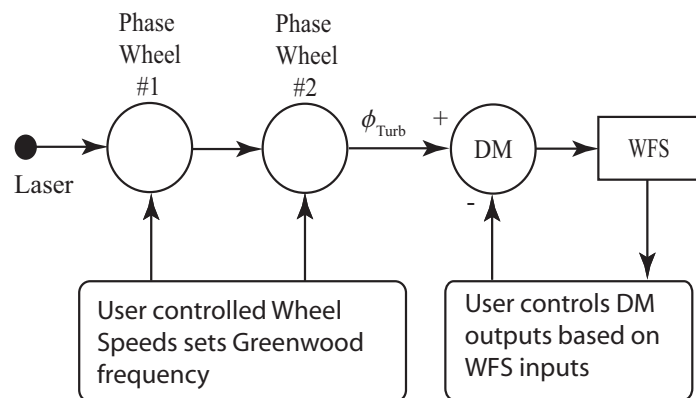 Phase
Wheel
#1
Phase
Wheel
#2
ϕTurb
+
DM
WFS
Laser
-
User controlled Wheel
Speeds sets Greenwood
frequency
User controls DM
outputs based on
WFS inputs